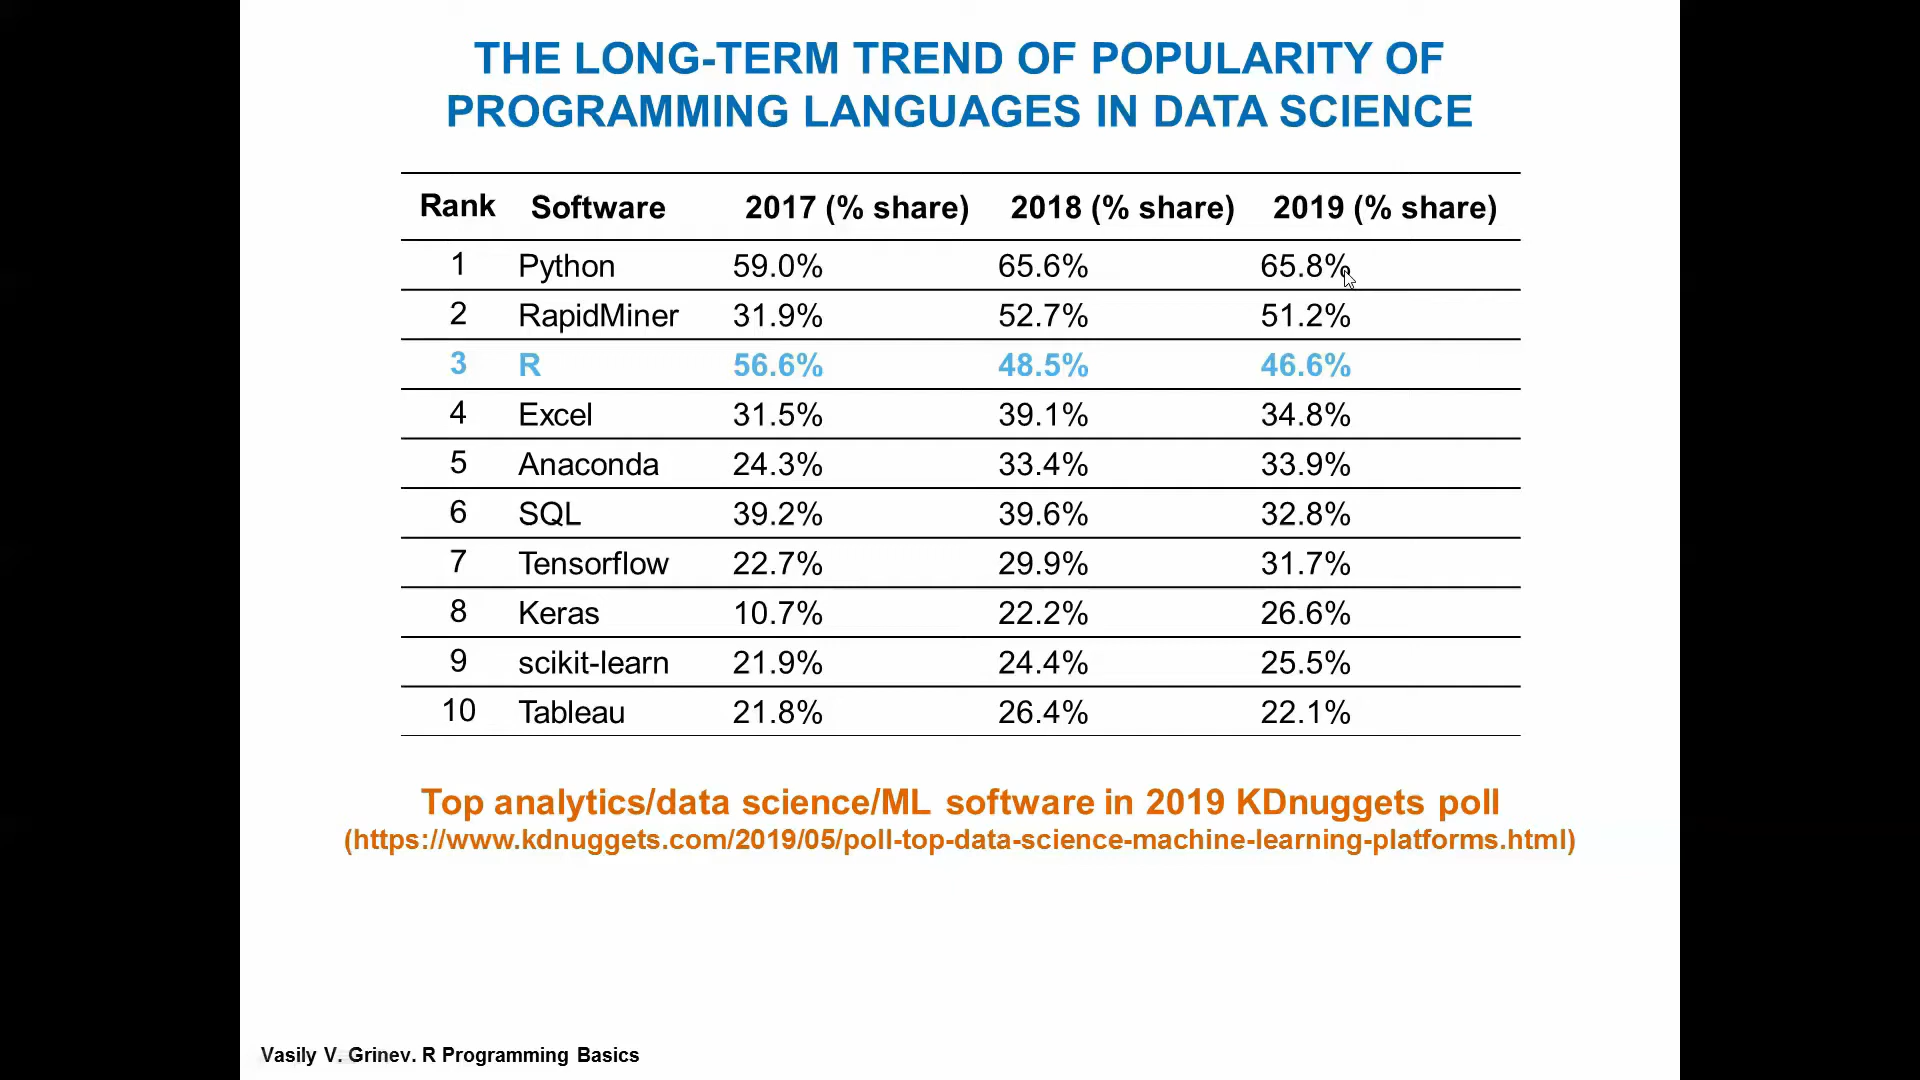 THE LONG-TERM TREND OF POPULARITY OF
PROGRAMMING LANGUAGES IN DATA SCIENCE
Rank Software 2017 (% share) 2018 (% share) 2019 (% share)
1 Python 59.0% 65.6% 65.8%
2 RapidMiner 31.9% 52.7% 51.2%
3 R 56.6% 48.5% 46.6%
4 Excel 31.5% 39.1% 34.8%
5 Anaconda 24.3% 33.4% 33.9%
6 SQL 39.2% 39.6% 32.8%
7 Tensorflow 22.7% 29.9% 31.7%
8 Keras 10.7% 22.2% 26.6%
9 scikit-learn 21.9% 24.4% 25.5%
10 Tableau 21.8% 26.4% 22.1%
Top analytics/data science/ML software in 2019 KDnuggets poll
(https://www.kdnuggets.com/2019/05/poll-top-data-science-machine-learning-platforms.html)
Vasily V. Grinev. R Programming Basics